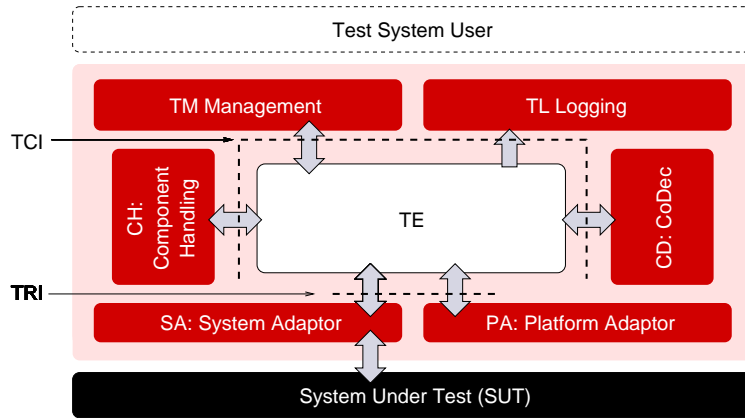 Test System User
TM Management
TL Logging
TCI
CH:
Component
Handling
TE
CD: CoDec
TRI
SA: System Adaptor
PA: Platform Adaptor
System Under Test (SUT)